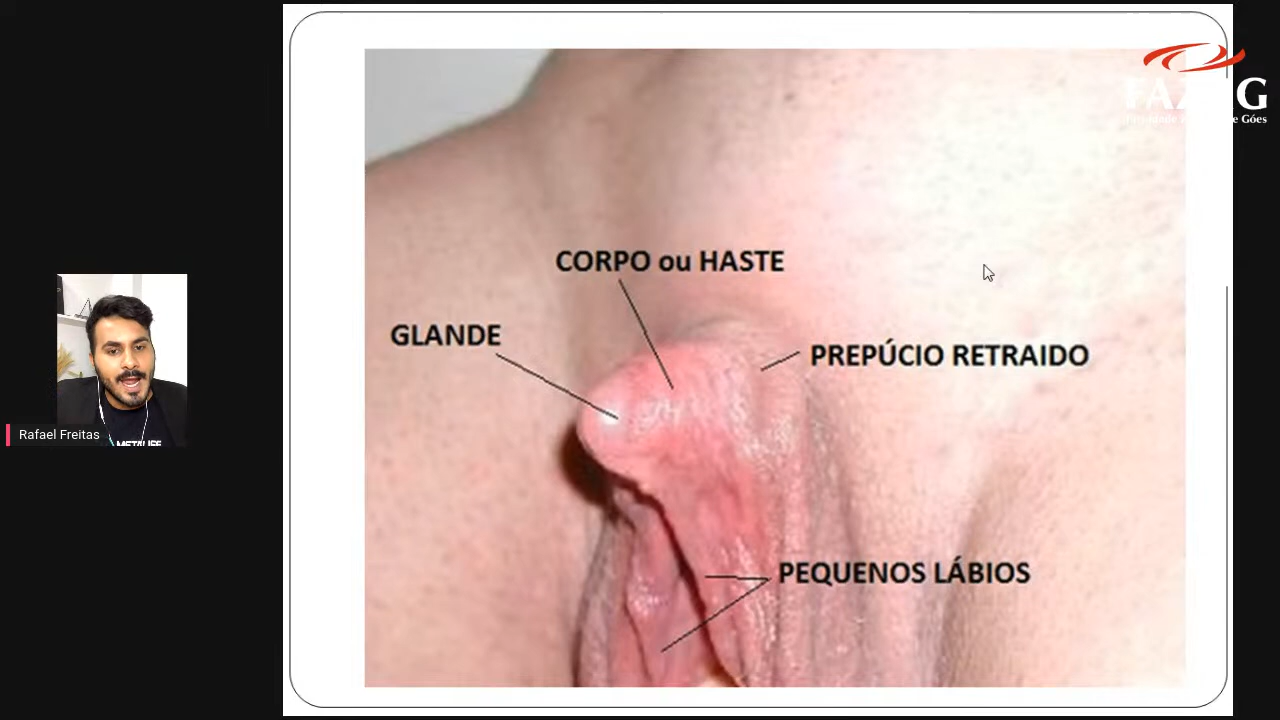 CORPO ou HASTE
GLANDE
PREPÚCIO RETRAIDO
PEQUENOS LÁBIOS
Rafael Freitas